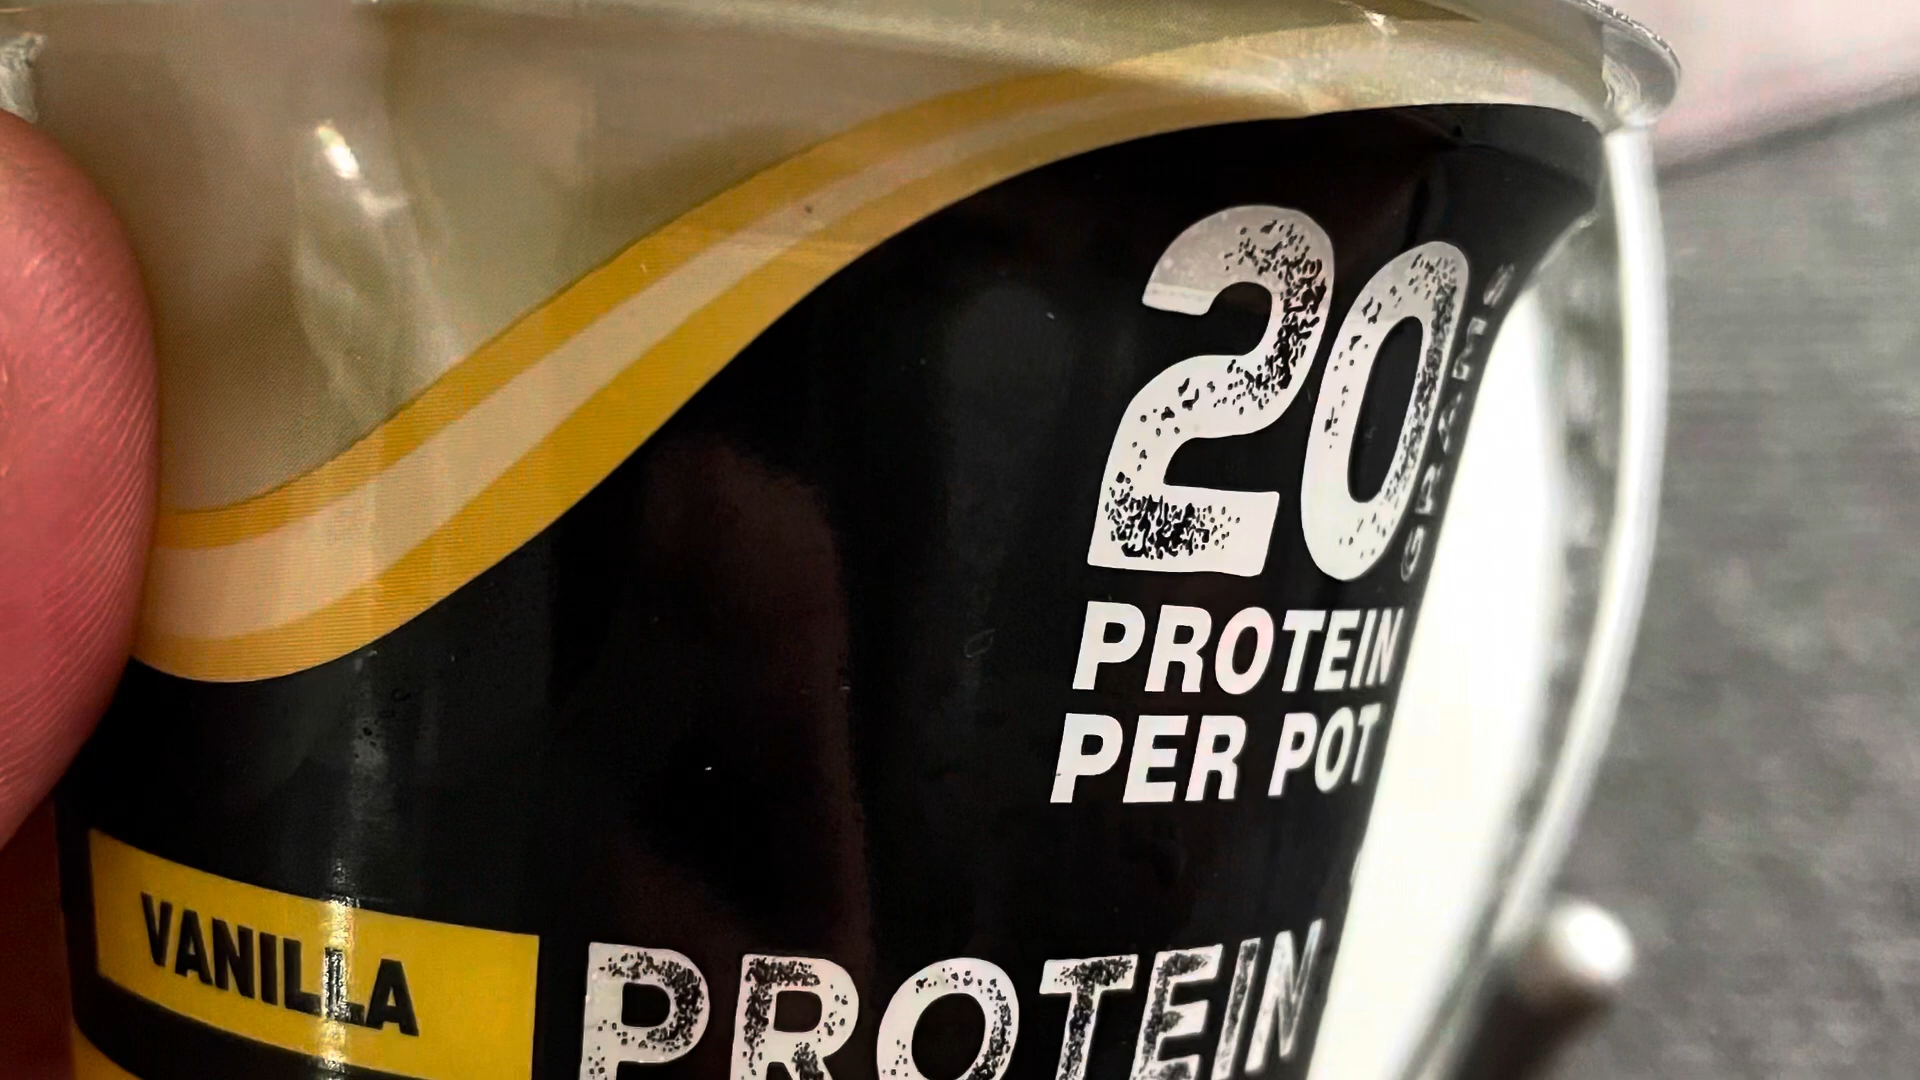 20
GRAMS
PROTEIN
PER POT
VANILLA
PROTEIN